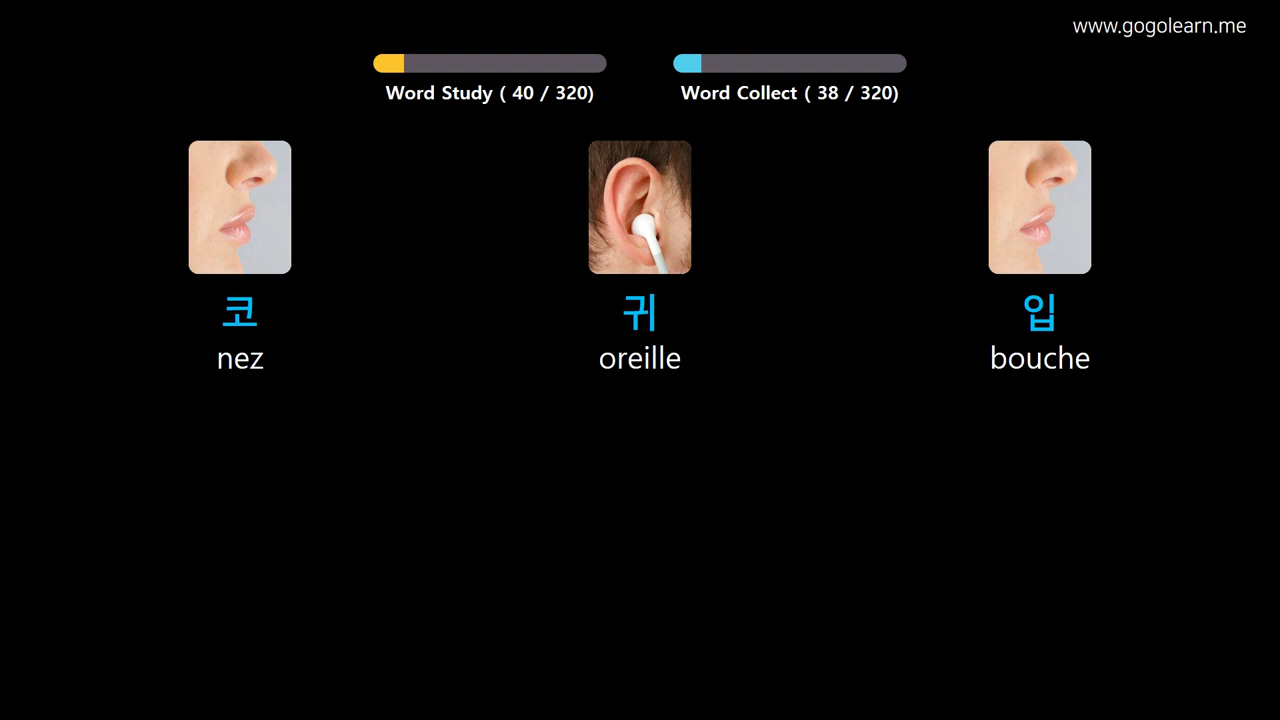 www.gogolearn.me
Word Study ( 40 / 320)
Word Collect ( 38 / 320)
코
nez
귀
oreille
입
bouche